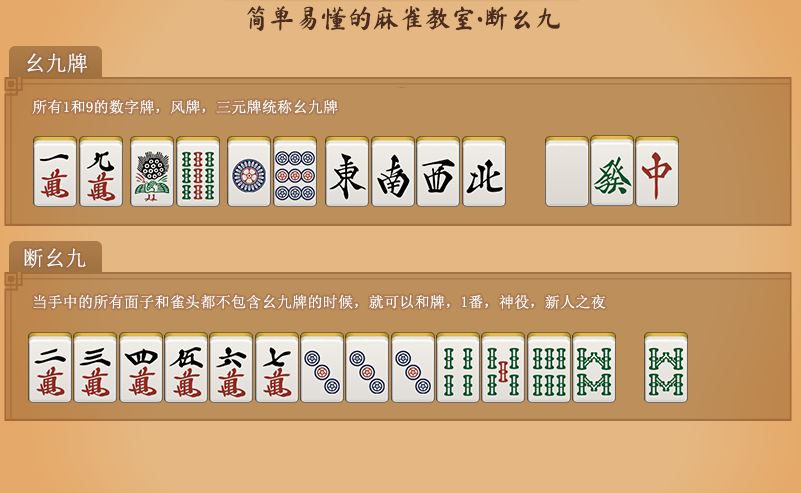 简单易懂的麻雀教室·断幺九
幺九牌
所有1和9的数字牌，风牌，三元牌统称幺九牌
一萬 九萬 東 南 西 北 發 中
断幺九
当手中的所有面子和雀头都不包含幺九牌的时候，就可以和牌，1番，神役，新人之夜
二萬 三萬 四萬 伍萬 六萬 七萬